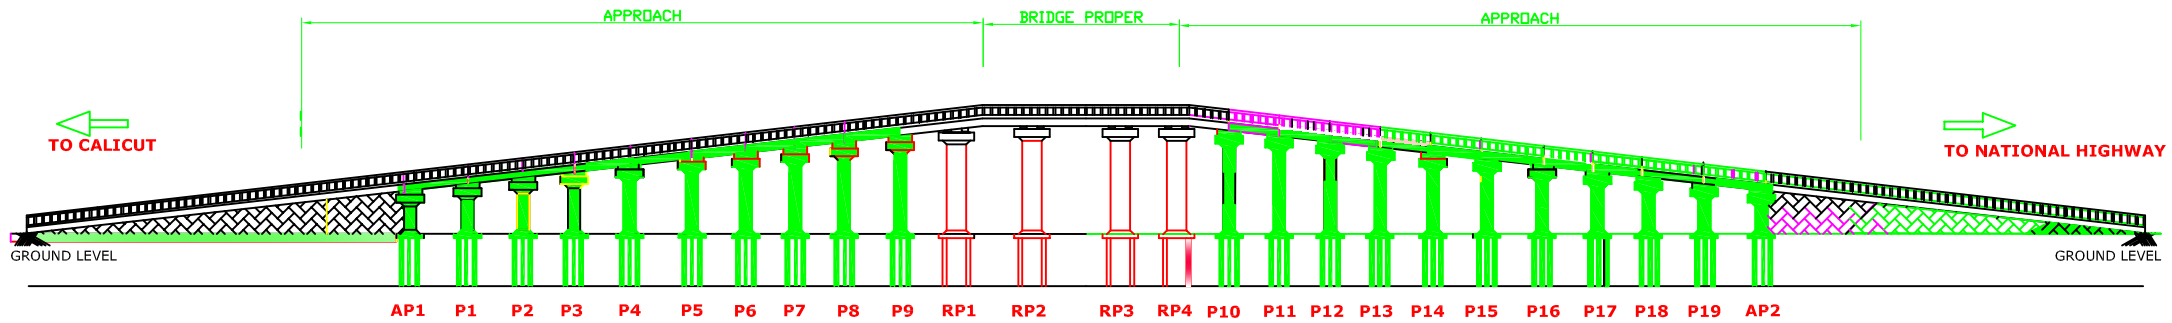 APPROACH
BRIDGE PROPER
APPROACH
TO CALICUT
TO NATIONAL HIGHWAY
GROUND LEVEL
GROUND LEVEL
AP1 P1 P2 P3 P4 P5 P6 P7 P8 P9 RP1 RP2 RP3 RP4 P10 P11 P12 P13 P14 P15 P16 P17 P18 P19 AP2